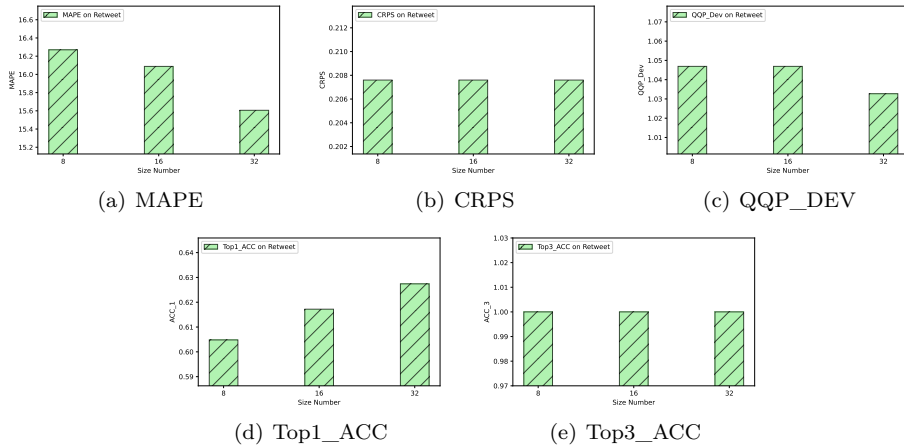 MAPE on Retweet
16.6
16.4
16.2
16.0
15.8
15.6
15.4
15.2
MAPE
8
16
32
Size Number
(a) MAPE
CRPS on Retweet
0.212
0.210
0.208
0.206
0.204
0.202
CRPS
8
16
32
Size Number
(b) CRPS
QQP_Dev on Retweet
1.07
1.06
1.05
1.04
1.03
1.02
1.01
QQP_Dev
8
16
32
Size Number
(c) QQP_DEV
Top1_ACC on Retweet
0.64
0.63
0.62
0.61
0.60
0.59
ACC_1
8
16
32
Size Number
(d) Top1_ACC
Top3_ACC on Retweet
1.03
1.02
1.01
1.00
0.99
0.98
0.97
ACC_3
8
16
32
Size Number
(e) Top3_ACC